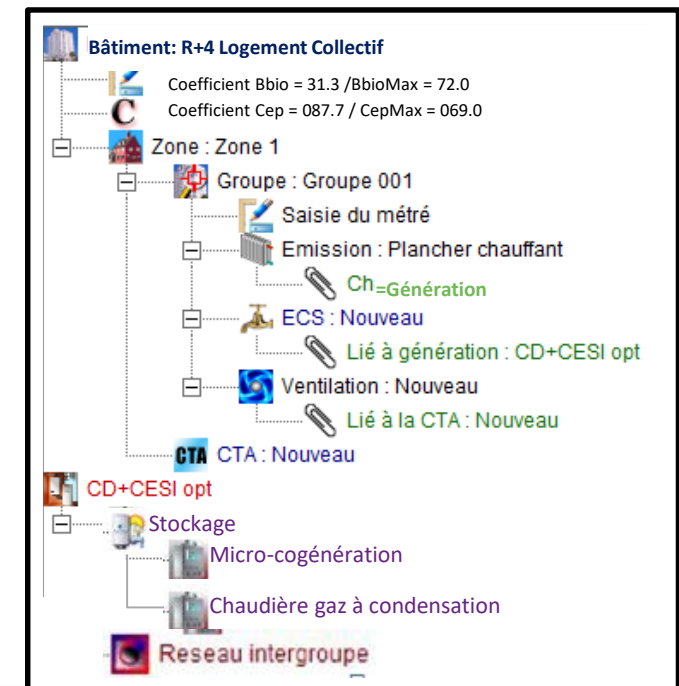 Bâtiment: R+4 Logement Collectif
Coefficient Bbio = 31.3 /BbioMax = 72.0
C Coefficient Cep = 087.7 / CepMax = 069.0
Zone : Zone 1
Groupe : Groupe 001
Saisie du métré
Emission : Plancher chauffant
Ch=Génération
ECS : Nouveau
Lié à génération : CD+CESI opt
Ventilation : Nouveau
Lié à la CTA : Nouveau
CTA CTA : Nouveau
CD+CESI opt
Stockage
Micro-cogénération
Chaudière gaz à condensation
Reseau intergroupe